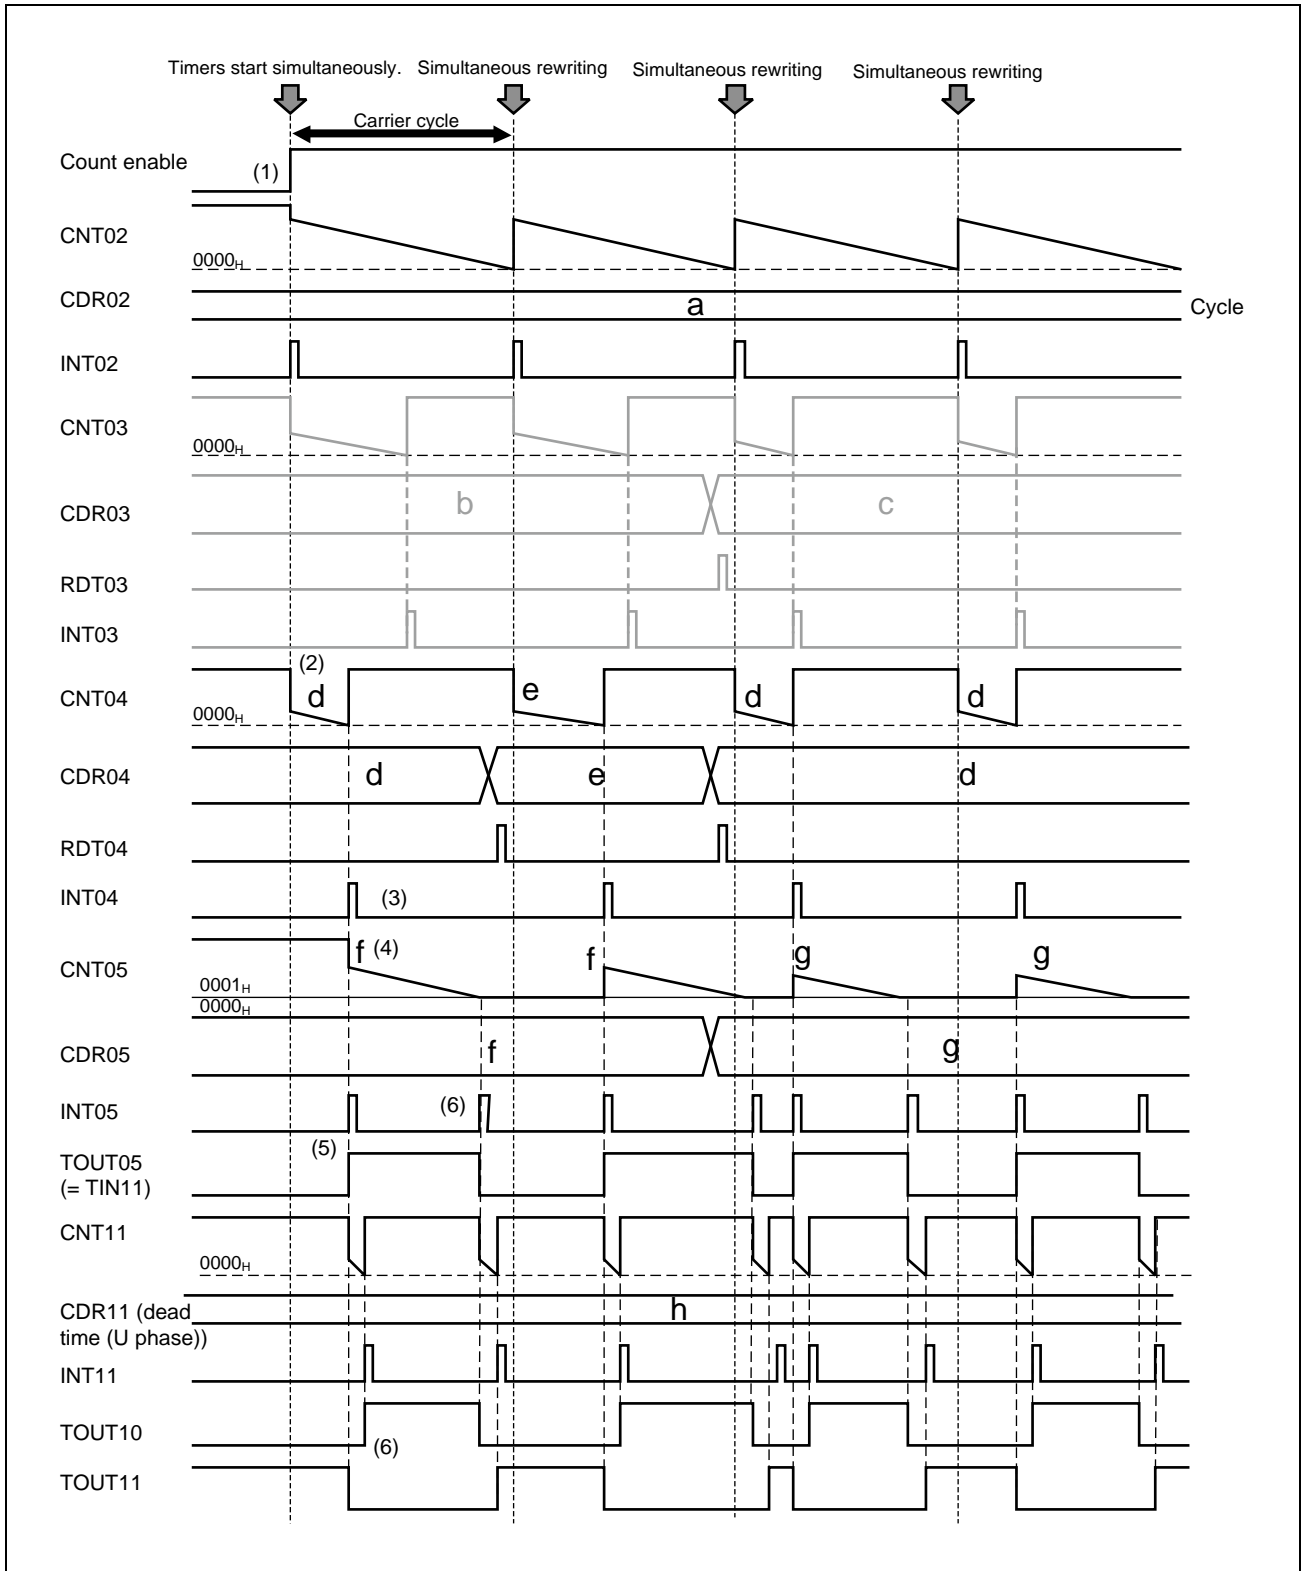 Timers start simultaneously. Simultaneous rewriting Simultaneous rewriting Simultaneous rewriting
Carrier cycle
Count enable (1)
CNT02
0000H
CDR02 a Cycle
INT02
CNT03
0000H
CDR03 b c
RDT03
INT03
(2)
CNT04 d e d d
0000H
CDR04 d e d
RDT04
INT04 (3)
CNT05 f (4) f g g
0001H
0000H
CDR05 f g
INT05 (6)
(5)
TOUT05
(= TIN11)
CNT11
0000H
CDR11 (dead h
time (U phase))
INT11
TOUT10
(6)
TOUT11